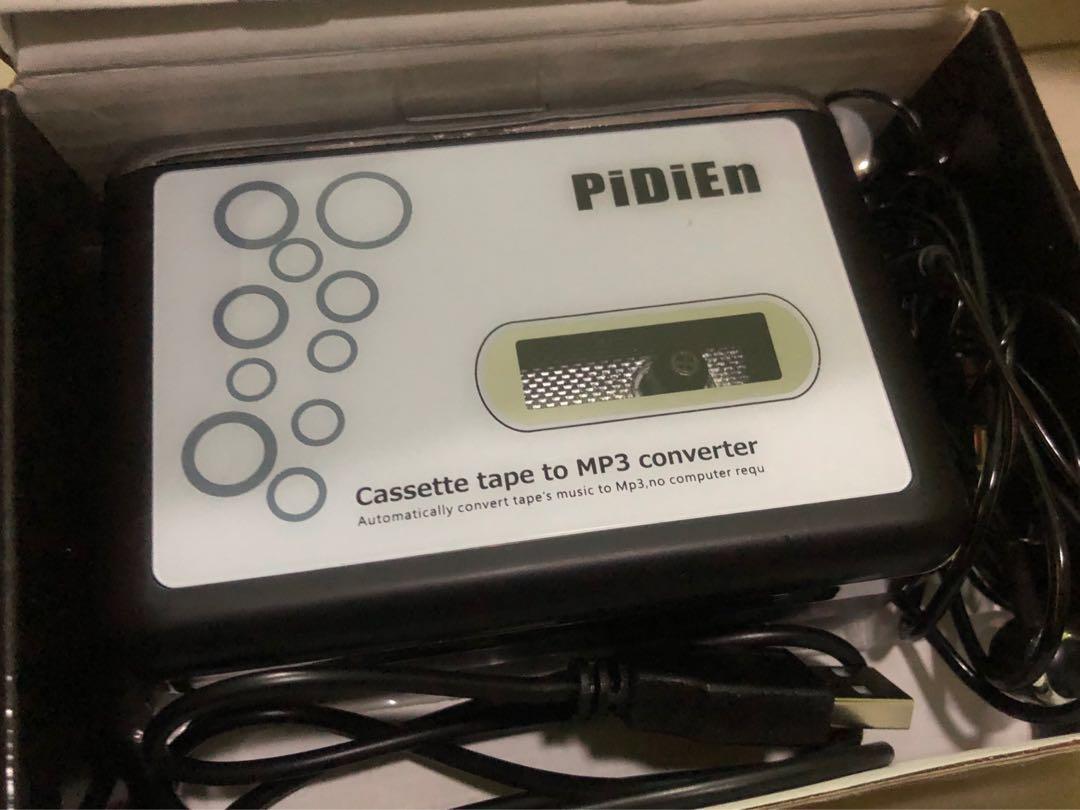 PiDiEn
Cassette tape to MP3 converter
Automatically convert tape's music to Mp3,no computer requ